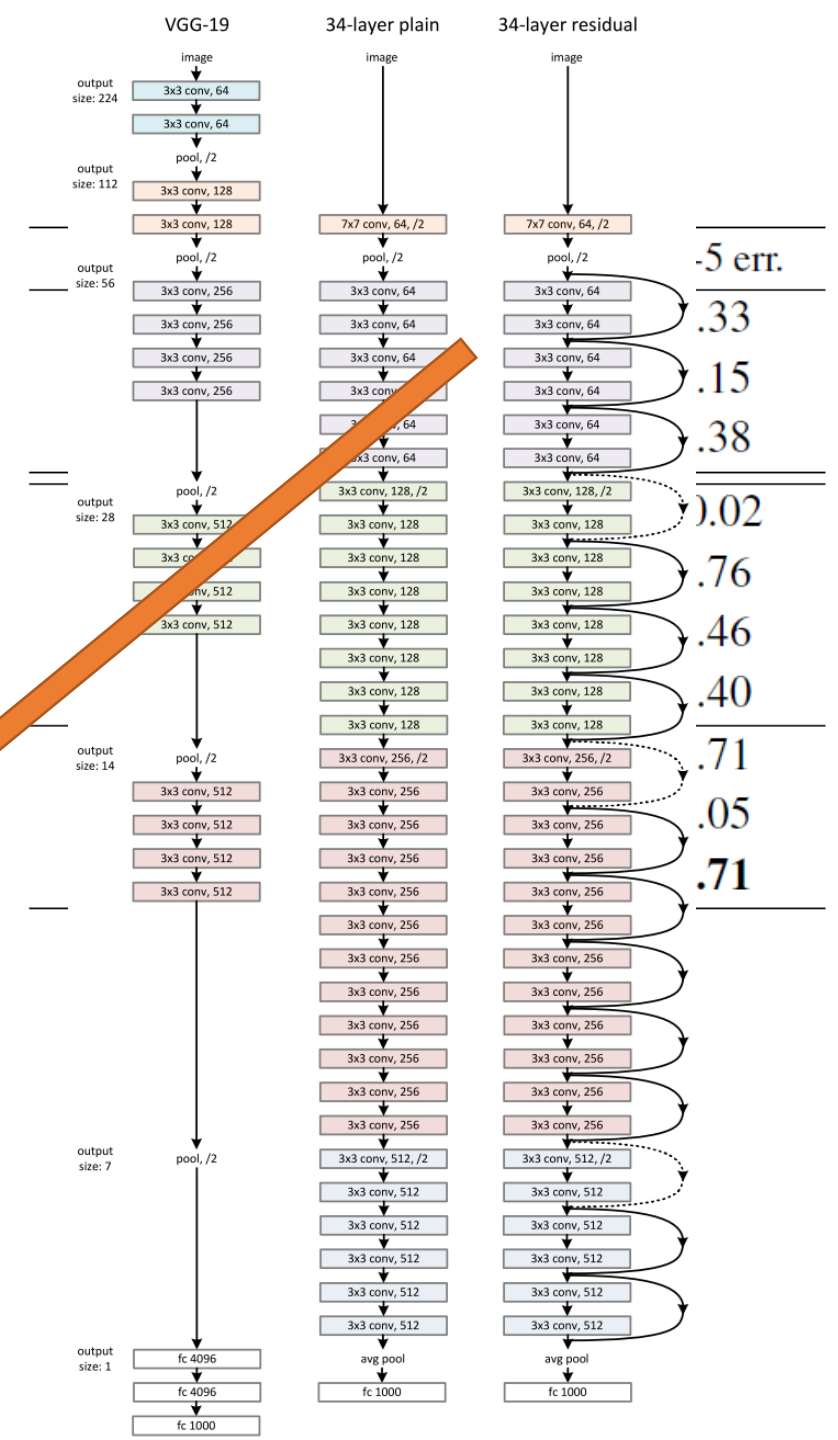 VGG-19
image
output
size: 224
3x3 conv, 64
3x3 conv, 64
pool, /2
output
size: 112
3x3 conv, 128
3x3 conv, 128
pool, /2
output
size: 56
3x3 conv, 256
3x3 conv, 256
3x3 conv, 256
3x3 conv, 256
pool, /2
output
size: 28
3x3 conv, 512
3x3
512
3x3 conv, 512
pool, /2
output
size: 14
3x3 conv, 512
3x3 conv, 512
3x3 conv, 512
3x3 conv, 512
output
size: 7
pool, /2
output
size: 1
fc 4096
fc 4096
fc 1000
34-layer plain
image
7x7 conv, 64, /2
pool, /2
3x3 conv, 64
3x3 conv, 64
3x3 conv, 64
3x3
64
conv, 64
3x3 conv, 128, /2
3x3 conv, 128
3x3 conv, 128
3x3 conv, 128
3x3 conv, 128
3x3 conv, 128
3x3 conv, 128
3x3 conv, 128
3x3 conv, 256, /2
3x3 conv, 256
3x3 conv, 256
3x3 conv, 256
3x3 conv, 256
3x3 conv, 256
3x3 conv, 256
3x3 conv, 256
3x3 conv, 256
3x3 conv, 256
3x3 conv, 256
3x3 conv, 256
3x3 conv, 512, /2
3x3 conv, 512
3x3 conv, 512
3x3 conv, 512
3x3 conv, 512
3x3 conv, 512
avg pool
fc 1000
34-layer residual
image
7x7 conv, 64, /2
pool, /2
3x3 conv, 64
3x3 conv, 64
3x3 conv, 64
3x3 conv, 64
3x3 conv, 64
3x3 conv, 64
3x3 conv, 128, /2
3x3 conv, 128
3x3 conv, 128
3x3 conv, 128
3x3 conv, 128
3x3 conv, 128
3x3 conv, 128
3x3 conv, 128
3x3 conv, 256, /2
3x3 conv, 256
3x3 conv, 256
3x3 conv, 256
3x3 conv, 256
3x3 conv, 256
3x3 conv, 256
3x3 conv, 256
3x3 conv, 256
3x3 conv, 256
3x3 conv, 256
3x3 conv, 256
3x3 conv, 512, /2
3x3 conv, 512
3x3 conv, 512
3x3 conv, 512
3x3 conv, 512
3x3 conv, 512
avg pool
fc 1000
-5 err.
.33
.15
.38
.02
.76
.46
.40
.71
.05
.71